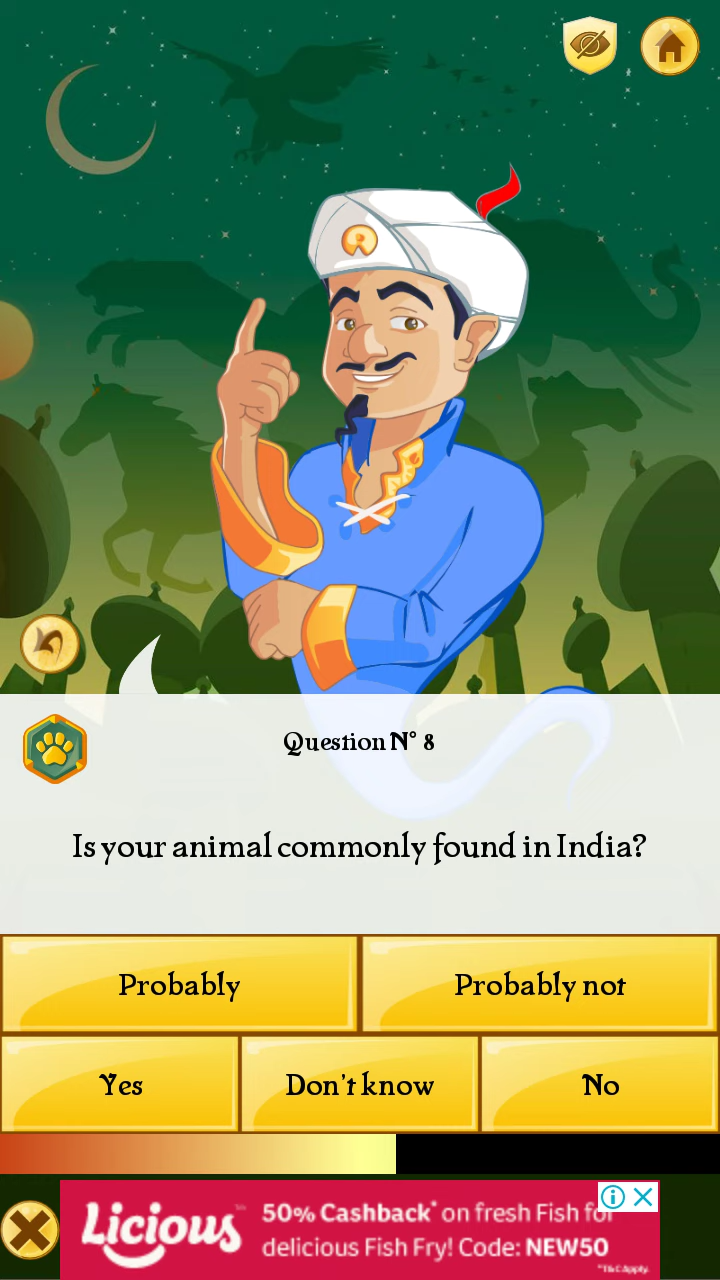 Question N° 8
Is your animal commonly found in India?
Probably
Probably not
Yes
Don't know
No
Licious
50% Cashback* on fresh Fish for
delicious Fish Fry! Code: NEW50
*T&C Apply.